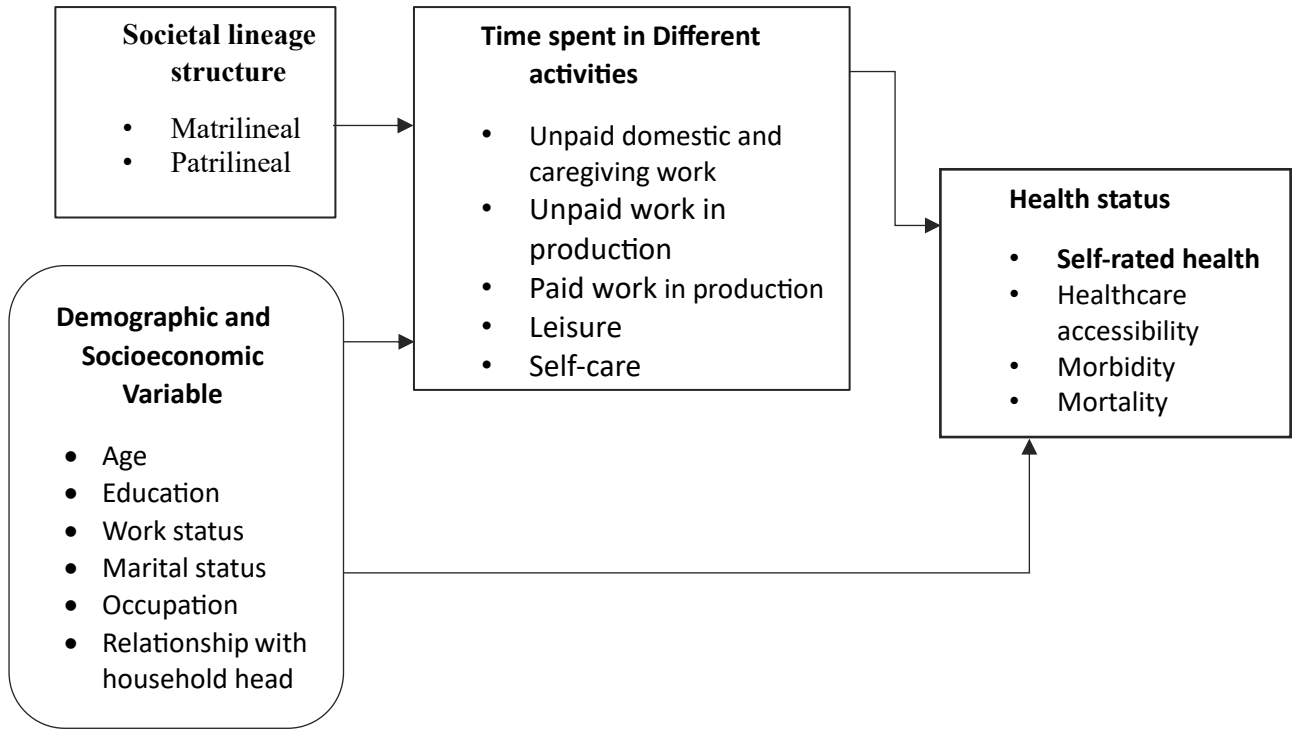 Societal lineage
structure
• Matrilineal
• Patrilineal
Time spent in Different
activities
• Unpaid domestic and
caregiving work
• Unpaid work in
production
• Paid work in production
• Leisure
• Self-care
Health status
• Self-rated health
• Healthcare
accessibility
• Morbidity
• Mortality
Demographic and
Socioeconomic
Variable
• Age
• Education
• Work status
• Marital status
• Occupation
• Relationship with
household head